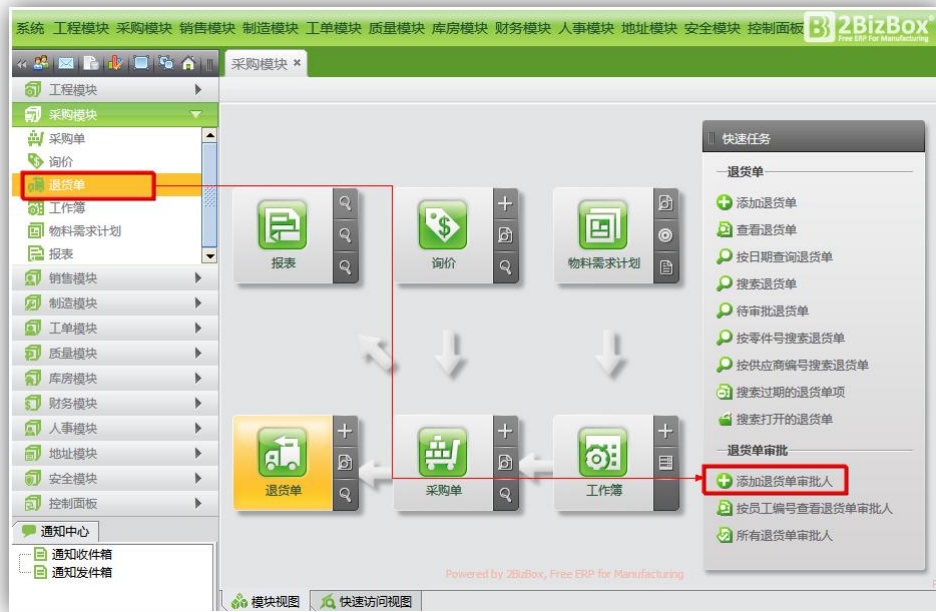 系统 工程模块 采购模块 销售模块 制造模块 工单模块 质量模块 库房模块 财务模块 人事模块 地址模块 安全模块 控制面板
2BizBox®
Free ERP For Manufacturing
采购模块
工程模块
采购模块
采购单
询价
退货单
工作簿
物料需求计划
报表
销售模块
制造模块
工单模块
质量模块
库房模块
财务模块
人事模块
地址模块
安全模块
控制面板
通知中心
通知收件箱
通知发件箱
报表
询价
物料需求计划
退货单
采购单
工作簿
快速任务
退货单
添加退货单
查看退货单
按日期查询退货单
搜索退货单
待审批退货单
按零件号搜索退货单
按供应商编号搜索退货单
搜索过期的退货单项
搜索打开的退货单
退货单审批
添加退货单审批人
按员工编号查看退货单审批人
所有退货单审批人
Powered by 2BizBox, Free ERP for Manufacturing
模块视图
快速访问视图